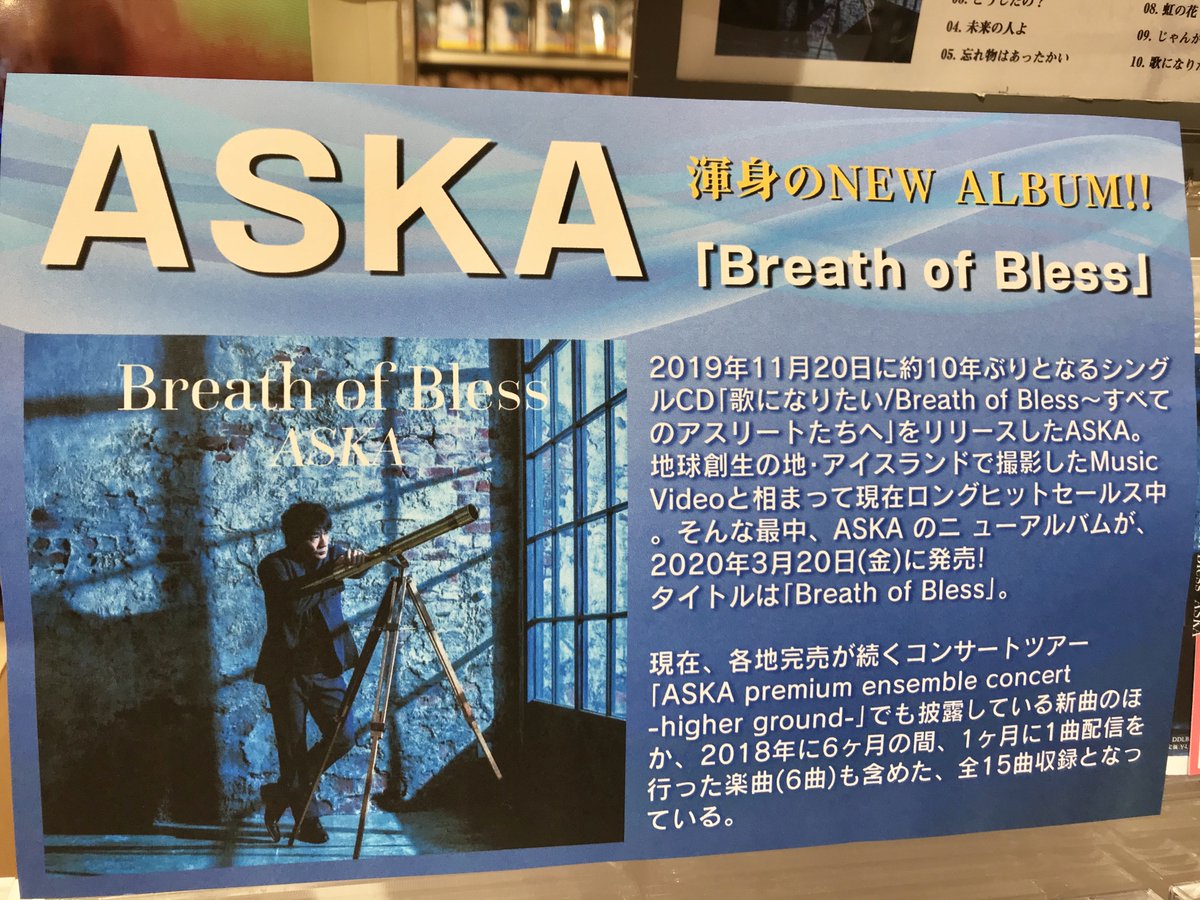 03. どうしたの?
04. 未来の人よ
05. 忘れ物はあったかい
08. 虹の花
09. じゃんが
10. 歌になりた
ASKA
渾身のNEW ALBUM!!
「Breath of Bless」
Breath of Bless
ASKA
2019年11月20日に約10年ぶりとなるシング
ルCD「歌になりたい/Breath of Bless~すべて
のアスリートたちへ」をリリースしたASKA。
地球創生の地・アイスランドで撮影したMusic
Videoと相まって現在ロングヒットセールス中
。そんな最中、ASKA のニ ューアルバムが、
2020年3月20日(金)に発売!
タイトルは「Breath of Bless」。
現在、各地完売が続くコンサートツアー
「ASKA premium ensemble concert
-higher ground-」でも披露している新曲のほ
か、2018年に6ヶ月の間、1ヶ月に1曲配信を
行った楽曲(6曲)も含めた、全15曲収録となっ
ている。